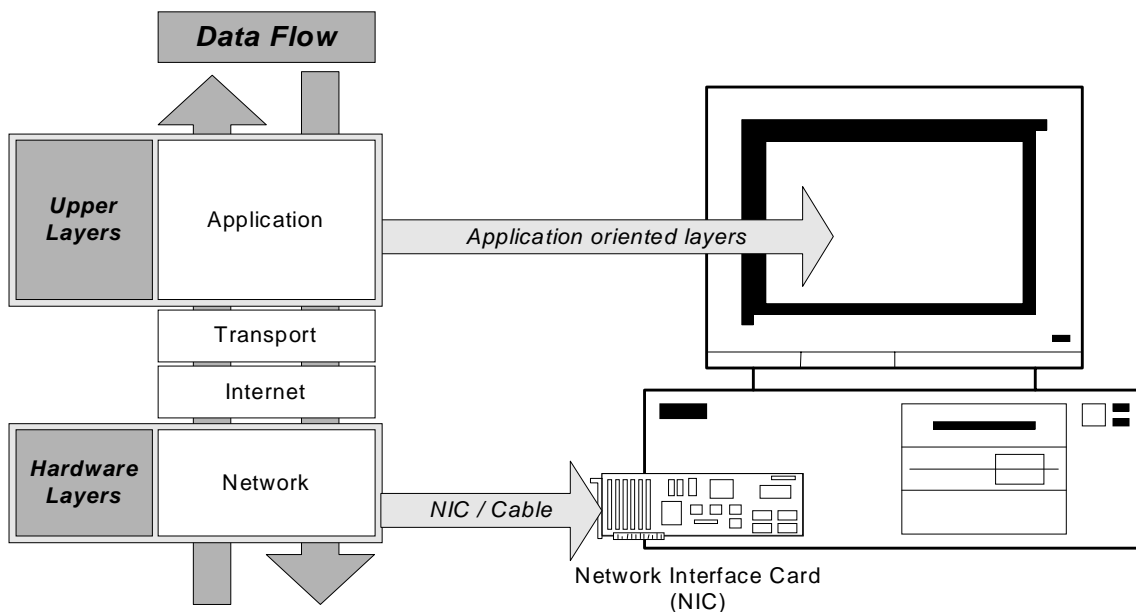 Data Flow
Upper
Layers
Application
Application oriented layers
Transport
Internet
Hardware
Layers
Network
NIC / Cable
Network Interface Card
(NIC)